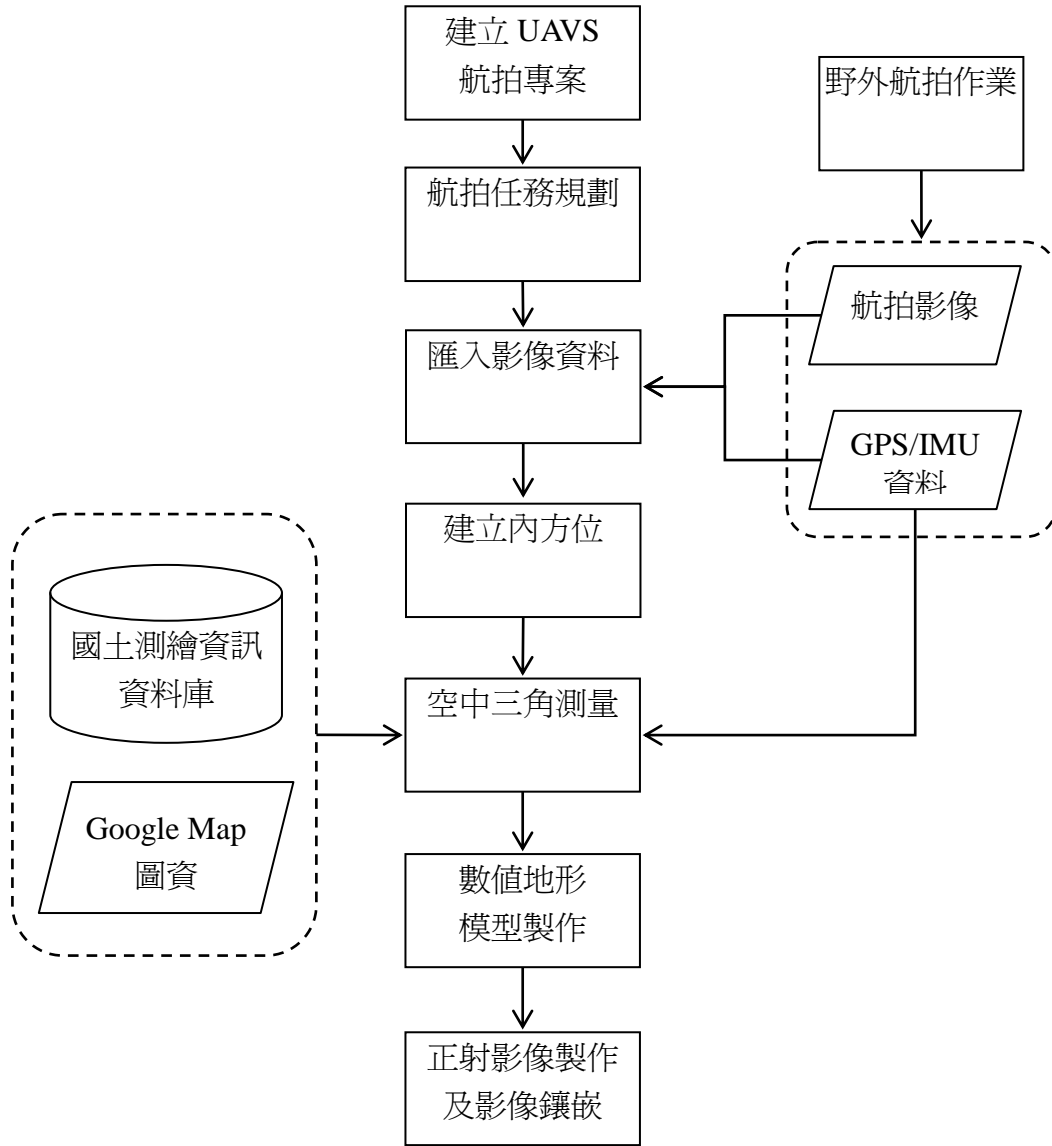 建立 UAVS
航拍專案
野外航拍作業
航拍任務規劃
航拍影像
匯入影像資料
GPS/IMU
資料
建立內方位
國土測繪資訊
資料庫
空中三角測量
Google Map
圖資
數值地形
模型製作
正射影像製作
及影像鑲嵌